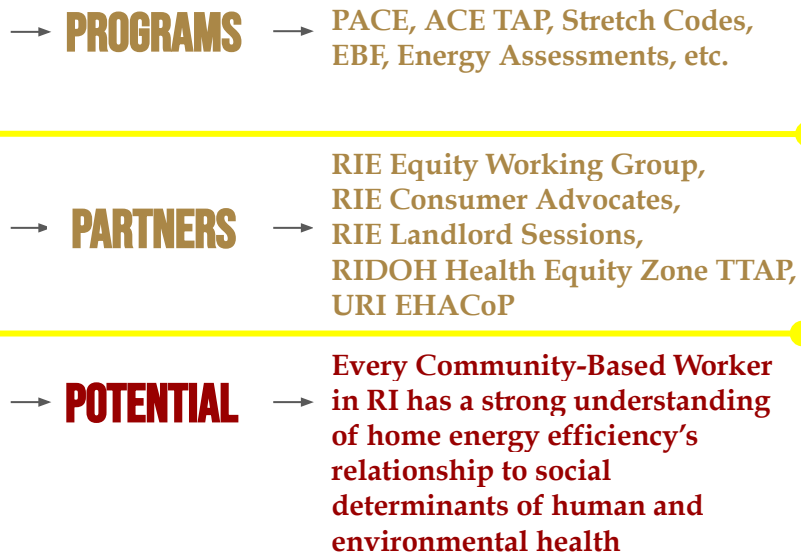 PROGRAMS
PACE, ACE TAP, Stretch Codes,
EBF, Energy Assessments, etc.
PARTNERS
RIE Equity Working Group,
RIE Consumer Advocates,
RIE Landlord Sessions,
RIDOH Health Equity Zone TTAP,
URI EHACoP
POTENTIAL
Every Community-Based Worker
in RI has a strong understanding
of home energy efficiency’s
relationship to social
determinants of human and
environmental health